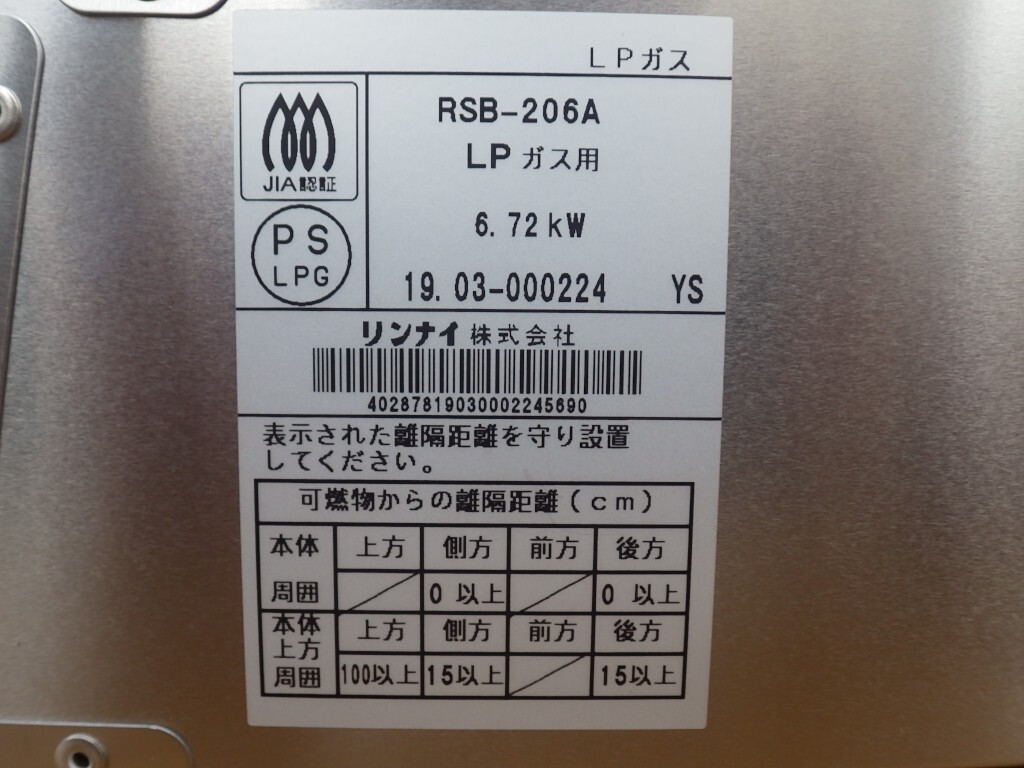 LPガス
JIA認証
PS
LPG
RSB-206A
LPガス用
6.72kW
19.03-000224 YS
リンナイ株式会社
40287819030002245690
表示された離隔距離を守り設置
してください。
可燃物からの離隔距離(cm)
本体 上方 側方 前方 後方
周囲 0 以上 0 以上
本体
上方 上方 側方 前方 後方
周囲 100以上 15以上 15以上